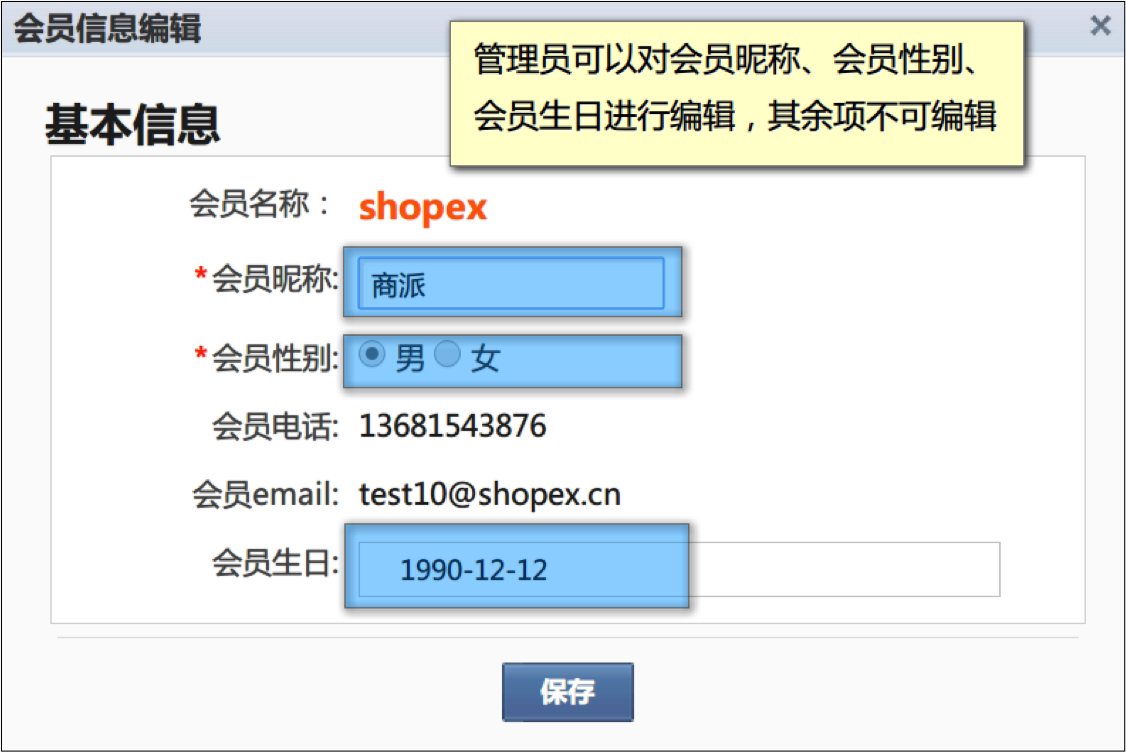 会员信息编辑
管理员可以对会员昵称、会员性别、
会员生日进行编辑，其余项不可编辑
基本信息
会员名称： shopex
*会员昵称: 商派
*会员性别: 男 女
会员电话: 13681543876
会员email: test10@shopex.cn
会员生日: 1990-12-12
保存